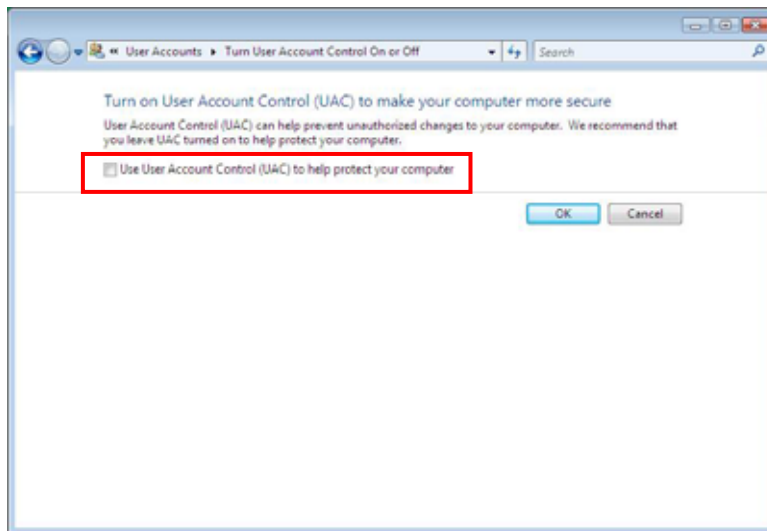 « User Accounts ▸ Turn User Account Control On or Off Search
Turn on User Account Control (UAC) to make your computer more secure
User Account Control (UAC) can help prevent unauthorized changes to your computer. We recommend that
you leave UAC turned on to help protect your computer.
Use User Account Control (UAC) to help protect your computer
OK Cancel